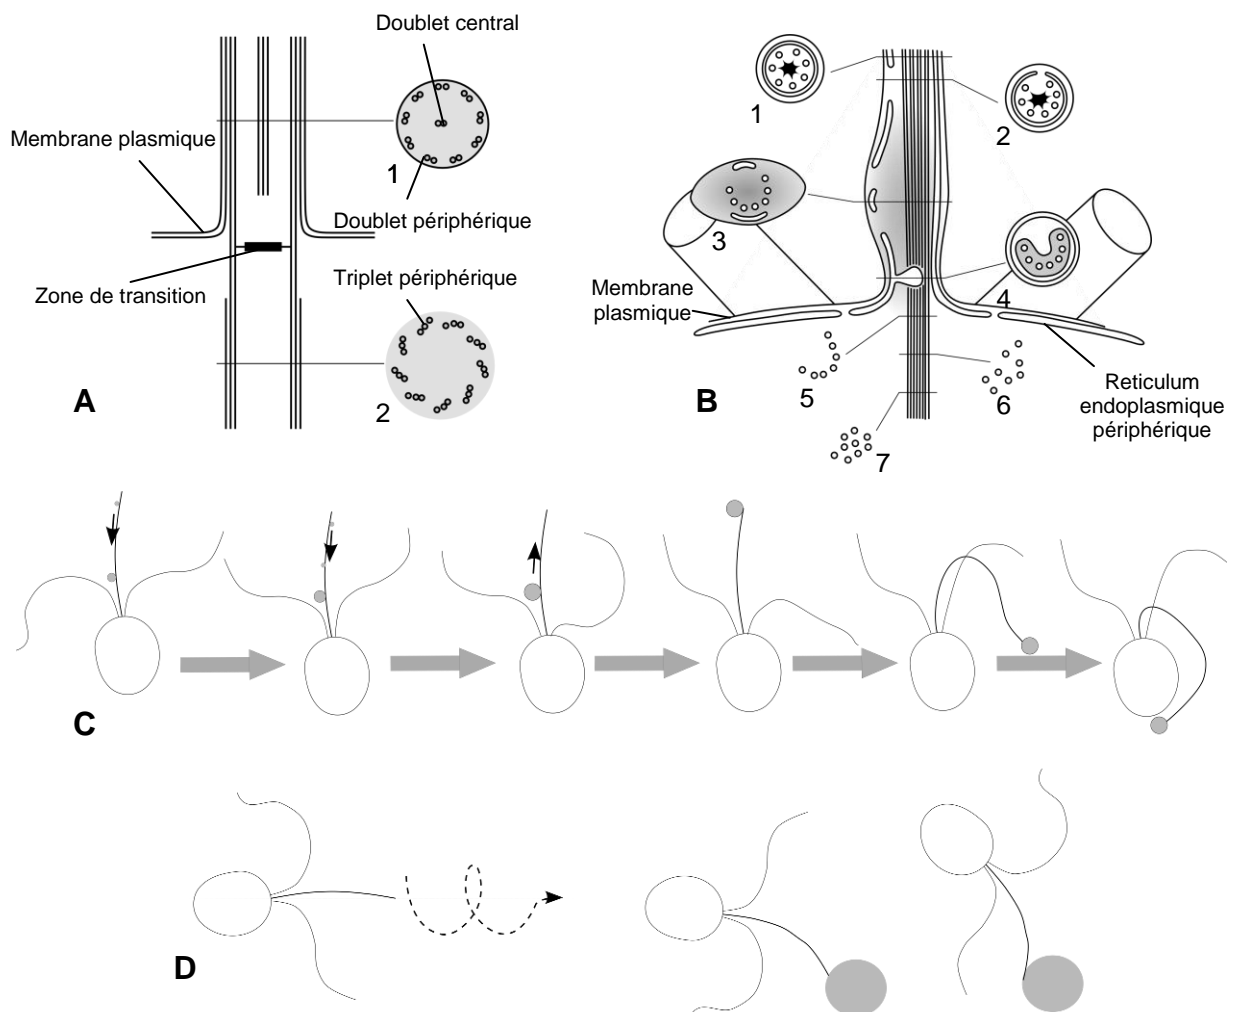 Doublet central
Membrane plasmique
1
Doublet périphérique
Triplet périphérique
Zone de transition
2
A
1
2
3
4
Membrane
plasmique
5
6
7
B
Reticulum
endoplasmique
périphérique
C
D